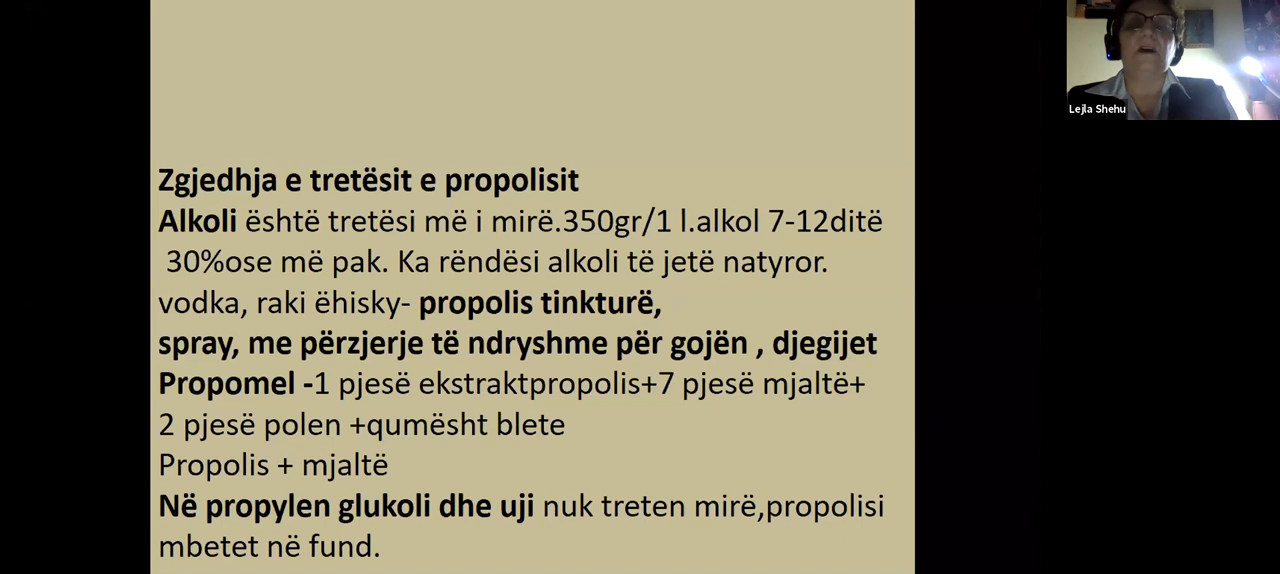 Zgjedhja e tretësit e propolisit
Alkoli është tretësi më i mirë.350gr/1 l.alkol 7-12ditë
30%ose më pak. Ka rëndësi alkoli të jetë natyror.
vodka, raki ëhisky- propolis tinkturë,
spray, me përzjerje të ndryshme për gojën , djegijet
Propomel -1 pjesë ekstraktpropolis+7 pjesë mjaltë+
2 pjesë polen +qumësht blete
Propolis + mjaltë
Në propylen glukoli dhe uji nuk treten mirë,propolisi
mbetet në fund.
Lejla Shehu